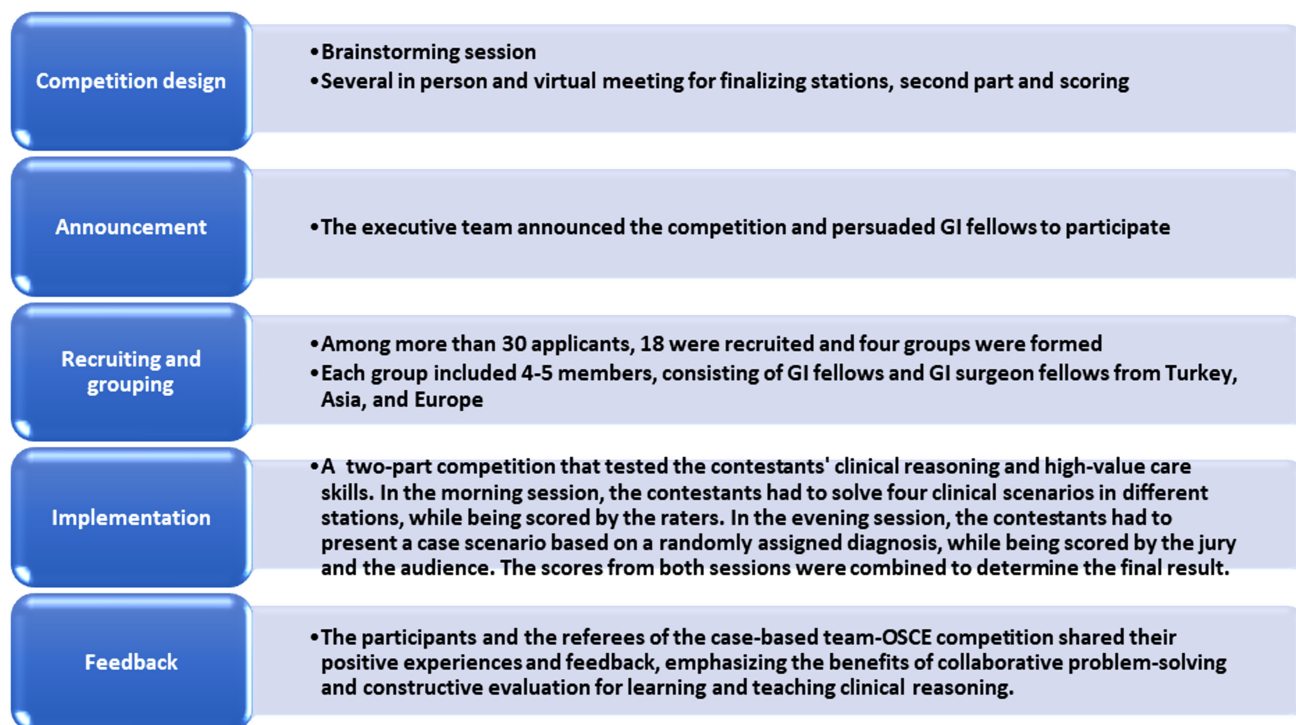 Competition design
•Brainstorming session
•Several in person and virtual meeting for finalizing stations, second part and scoring
Announcement
•The executive team announced the competition and persuaded GI fellows to participate
Recruiting and
grouping
•Among more than 30 applicants, 18 were recruited and four groups were formed
•Each group included 4-5 members, consisting of GI fellows and GI surgeon fellows from Turkey,
Asia, and Europe
Implementation
•A two-part competition that tested the contestants' clinical reasoning and high-value care
skills. In the morning session, the contestants had to solve four clinical scenarios in different
stations, while being scored by the raters. In the evening session, the contestants had to
present a case scenario based on a randomly assigned diagnosis, while being scored by the jury
and the audience. The scores from both sessions were combined to determine the final result.
Feedback
•The participants and the referees of the case-based team-OSCE competition shared their
positive experiences and feedback, emphasizing the benefits of collaborative problem-solving
and constructive evaluation for learning and teaching clinical reasoning.